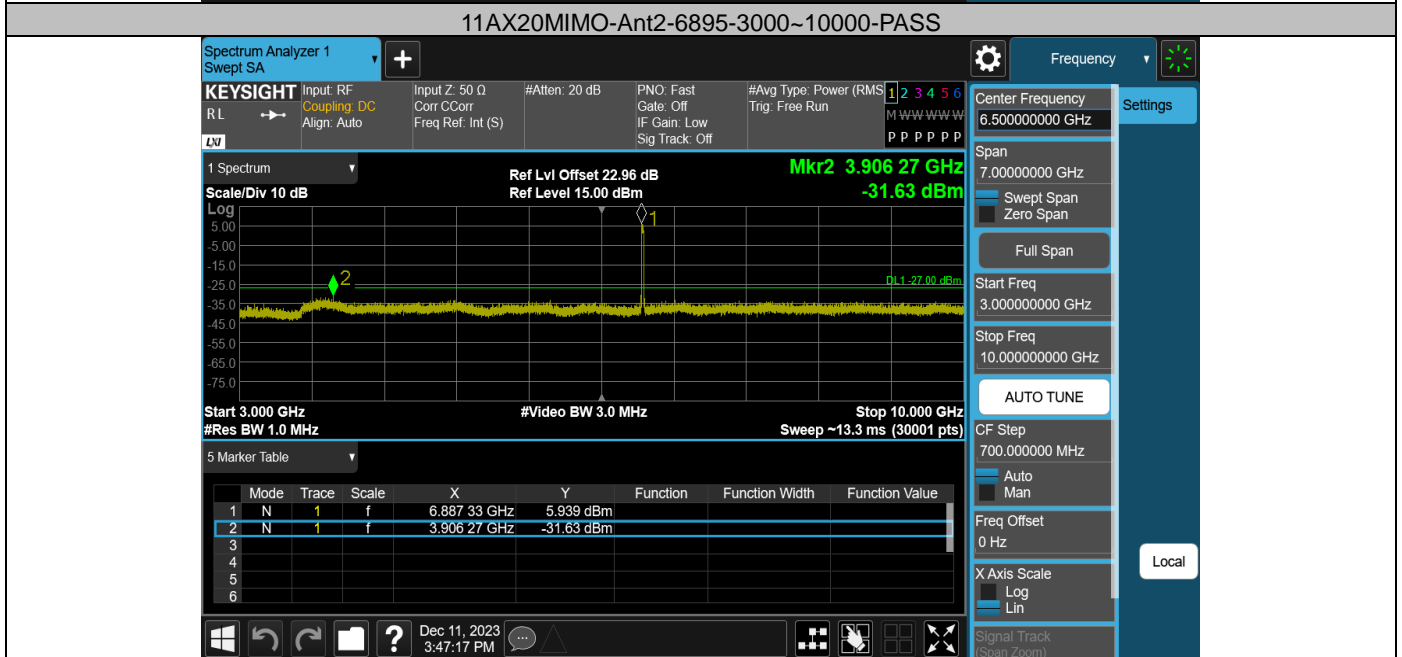 11AX20MIMO-Ant2-6895-3000~10000-PASS
Spectrum Analyzer 1
Swept SA
Frequency
KEYSIGHT
RL
LXI
Input: RF
Coupling: DC
Align: Auto
Input Z: 50 Ω
Corr CCorr
Freq Ref: Int (S)
#Atten: 20 dB
PNO: Fast
Gate: Off
IF Gain: Low
Sig Track: Off
#Avg Type: Power (RMS
Trig: Free Run
1 2 3 4 5 6
M W W W W W
P P P P P P
1 Spectrum
Scale/Div 10 dB
Ref Lvl Offset 22.96 dB
Ref Level 15.00 dBm
Mkr2 3.906 27 GHz
-31.63 dBm
Log
5.00
-5.00
-15.0
-25.0
-35.0
-45.0
-55.0
-65.0
-75.0
1
2
DL1 -27.00 dBm
Start 3.000 GHz
#Video BW 3.0 MHz
Stop 10.000 GHz
#Res BW 1.0 MHz
Sweep ~13.3 ms (30001 pts)
5 Marker Table
Mode Trace Scale X Y Function Function Width Function Value
1 N 1 f 6.887 33 GHz 5.939 dBm
2 N 1 f 3.906 27 GHz -31.63 dBm
3
4
5
6
Dec 11, 2023
3:47:17 PM
Center Frequency
6.500000000 GHz
Settings
Span
7.00000000 GHz
Swept Span
Zero Span
Full Span
Start Freq
3.000000000 GHz
Stop Freq
10.000000000 GHz
AUTO TUNE
CF Step
700.000000 MHz
Auto
Man
Freq Offset
0 Hz
X Axis Scale
Log
Lin
Signal Track
(Span Zoom)
Local